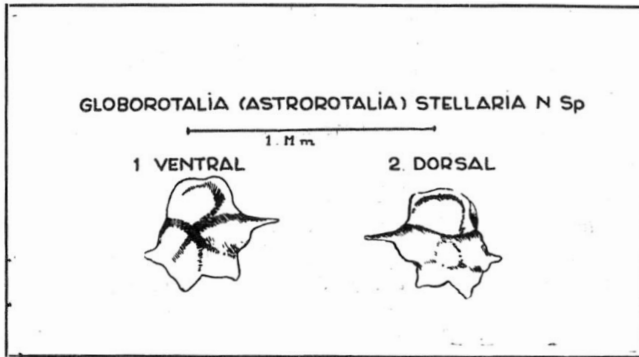 GLOBOROTALIA (ASTROROTALIA) STELLARIA N Sp
1. Mm
1 VENTRAL
2. DORSAL